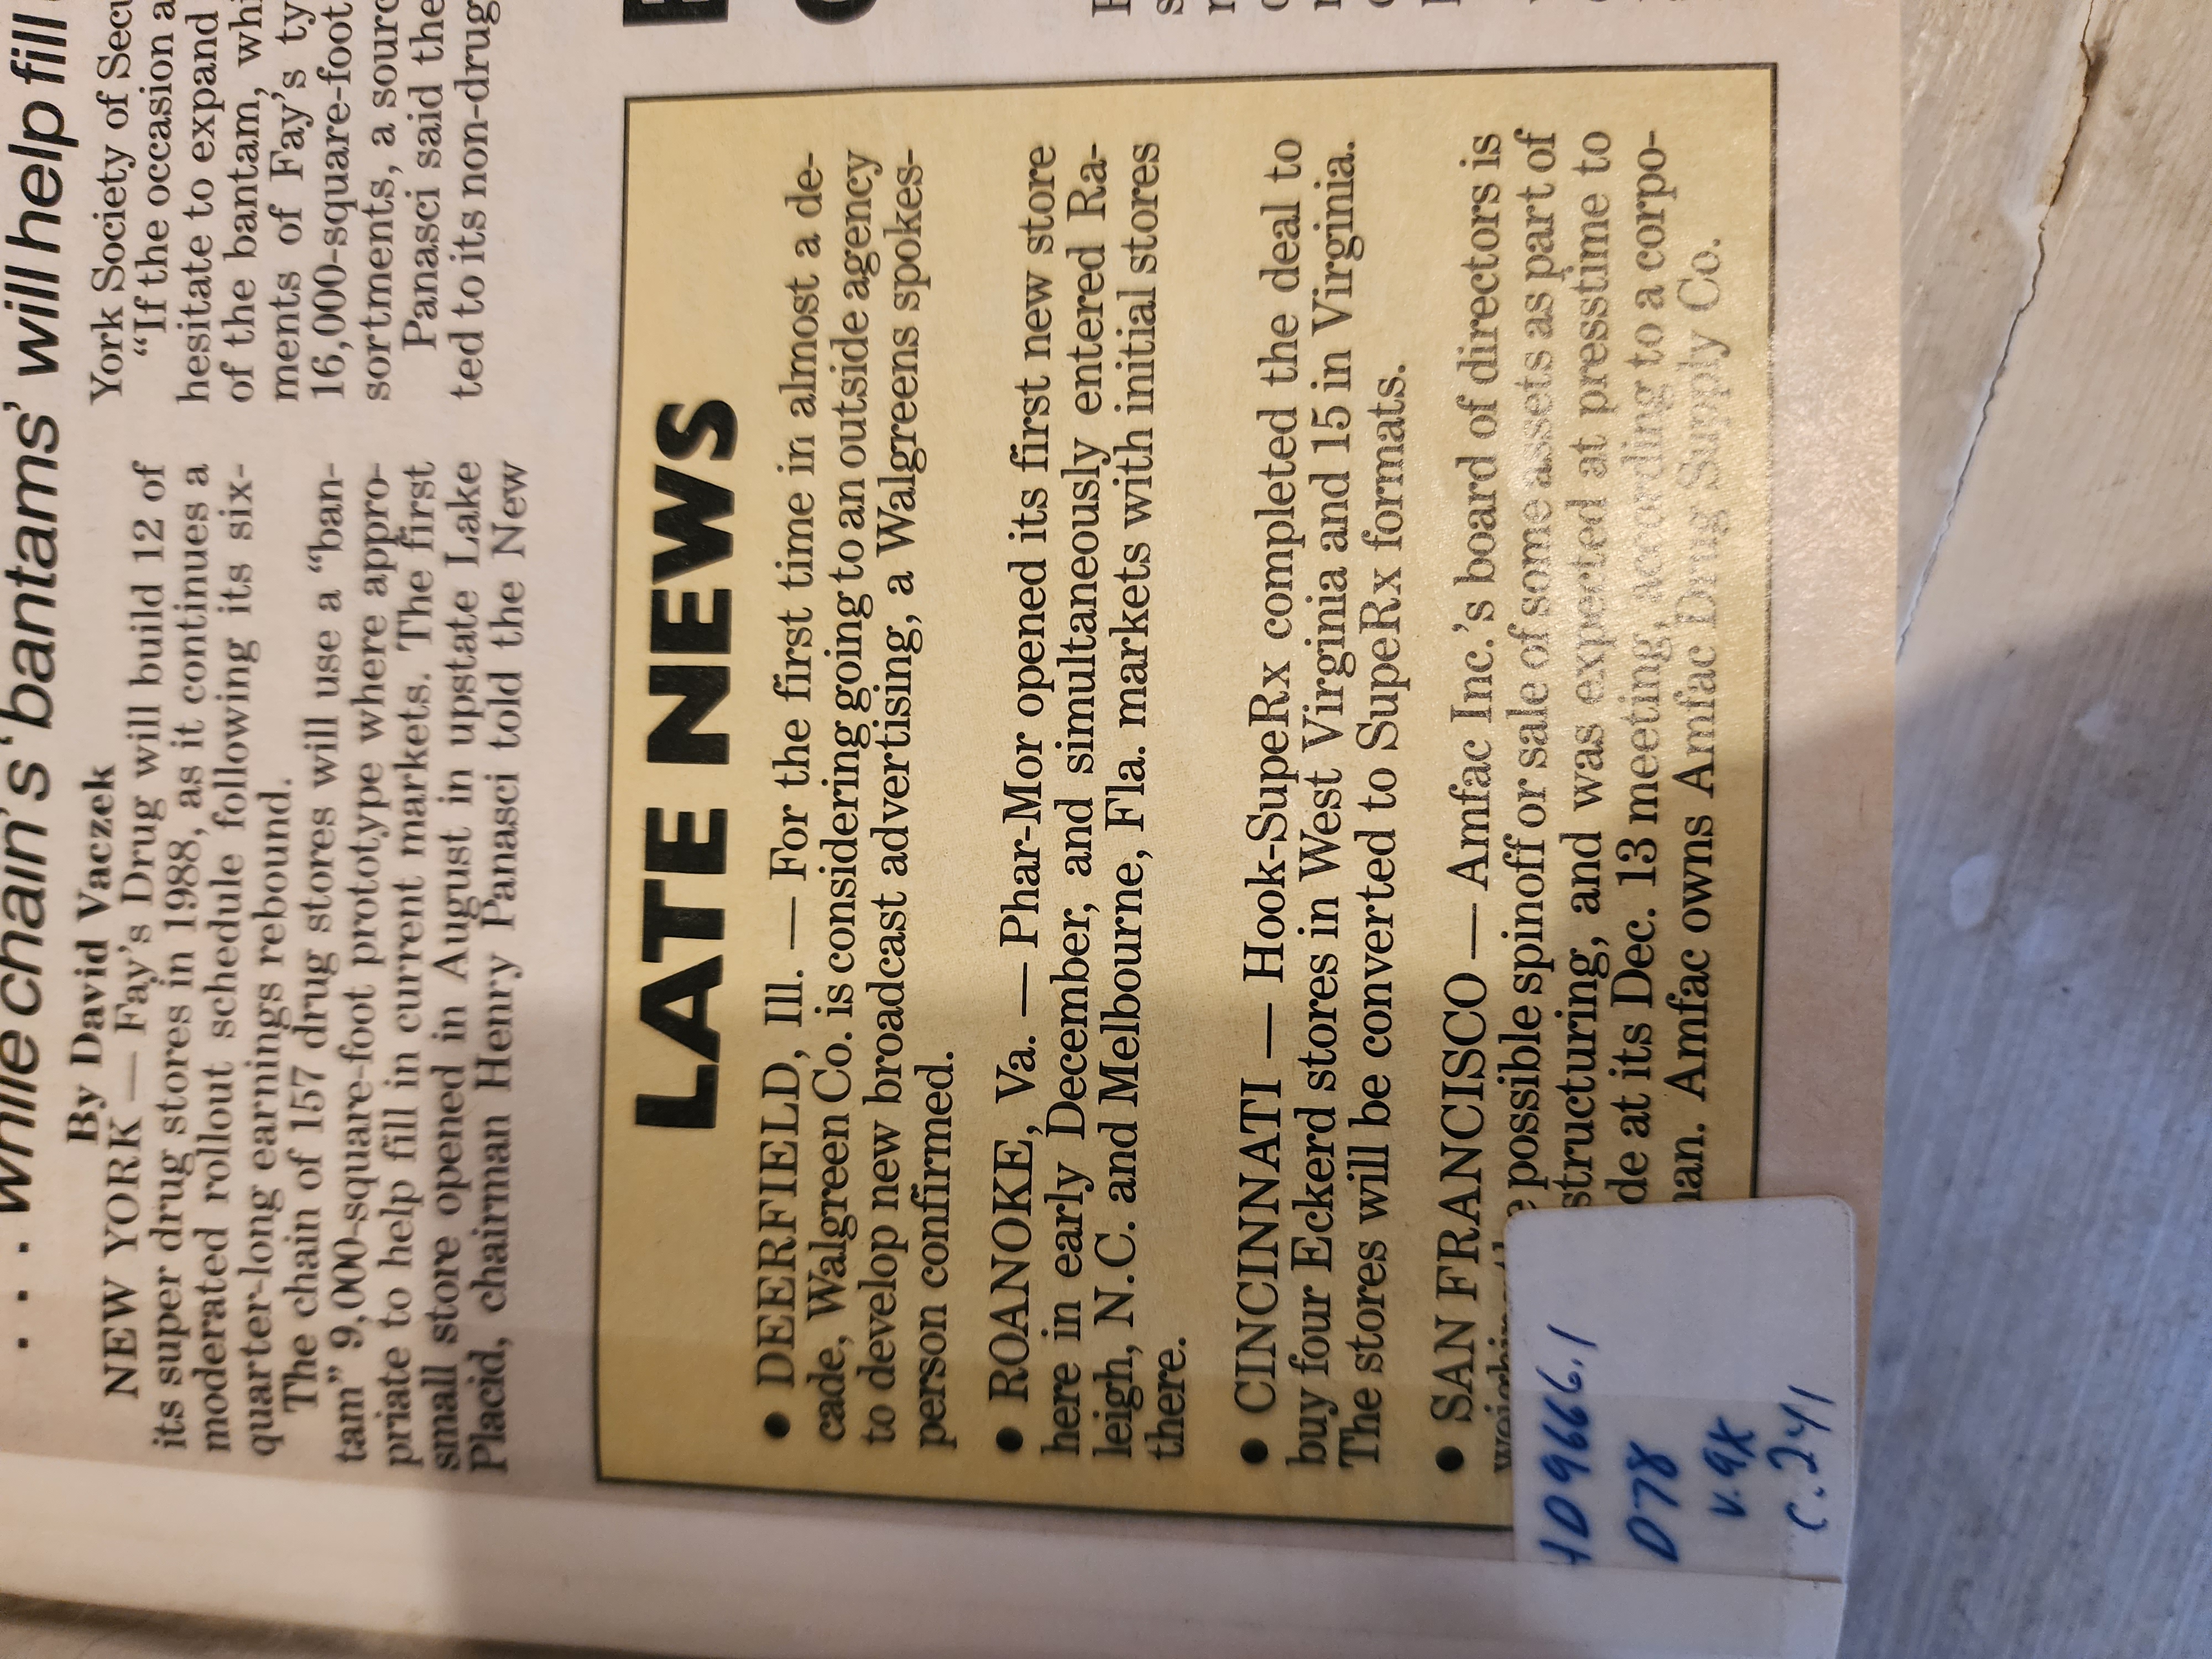 . . . while chain's 'bantams' will help fill
By David Vaczek
NEW YORK — Fay's Drug will build 12 of
its super drug stores in 1988, as it continues a
moderated rollout schedule following its six-
quarter-long earnings rebound.
The chain of 157 drug stores will use a "ban-
tam" 9,000-square-foot prototype where appro-
priate to help fill in current markets. The first
small store opened in August in upstate Lake
Placid, chairman Henry Panasci told the New
York Society of Secu
"If the occasion a
hesitate to expand
of the bantam, whi
ments of Fay's ty
16,000-square-foot
sortments, a sourc
Panasci said the
ted to its non-drug
LATE NEWS
• DEERFIELD, Ill. — For the first time in almost a de-
cade, Walgreen Co. is considering going to an outside agency
to develop new broadcast advertising, a Walgreens spokes-
person confirmed.
• ROANOKE, Va. — Phar-Mor opened its first new store
here in early December, and simultaneously entered Ra-
leigh, N.C. and Melbourne, Fla. markets with initial stores
there.
• CINCINNATI — Hook-SupeRx completed the deal to
buy four Eckerd stores in West Virginia and 15 in Virginia.
The stores will be converted to SupeRx formats.
• SAN FRANCISCO — Amfac Inc.'s board of directors is
possible spinoff or sale of some assets as part of
structuring, and was expected at presstime to
de at its Dec. 13 meeting, according to a corpo-
man. Amfac owns Amfac Drug Supply Co.
HD9666.1
D78
v.9x
c.241